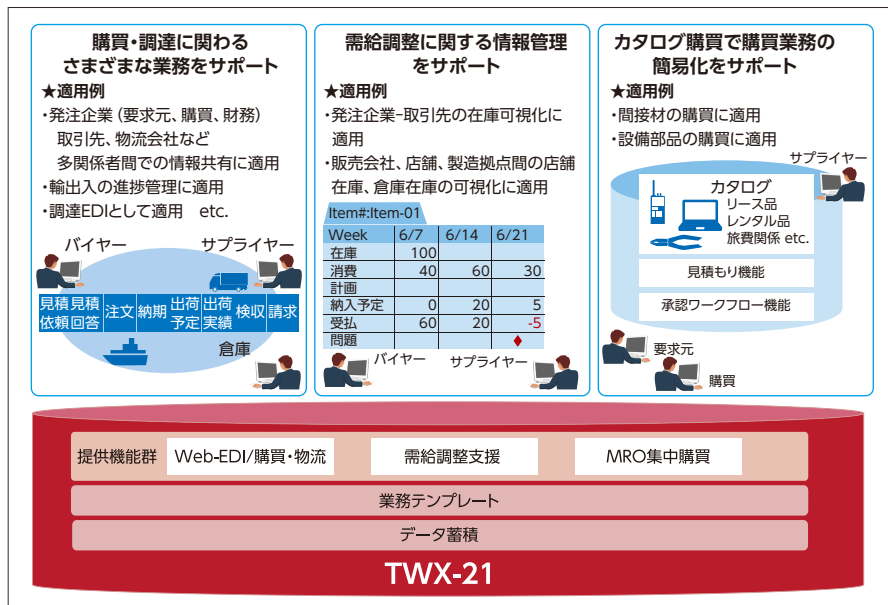 購買・調達に関わる
さまざまな業務をサポート
★適用例
・発注企業(要求元、購買、財務)
取引先、物流会社など
多関係者間での情報共有に適用
・輸出入の進捗管理に適用
・調達EDIとして適用 etc.
バイヤー
サプライヤー
見積依頼 見積回答 注文 納期 出荷予定 出荷実績 検収 請求
倉庫
需給調整に関する情報管理
をサポート
★適用例
・発注企業-取引先の在庫可視化に
適用
・販売会社、店舗、製造拠点間の店舗
在庫、倉庫在庫の可視化に適用
Item#:Item-01
Week 6/7 6/14 6/21
在庫 100
消費 40 60 30
計画
納入予定 0 20 5
受払 60 20 -5
問題 ♦
バイヤー
サプライヤー
カタログ購買で購買業務の
簡易化をサポート
★適用例
・間接材の購買に適用
・設備部品の購買に適用
サプライヤー
カタログ
リース品
レンタル品
旅費関係 etc.
見積もり機能
承認ワークフロー機能
要求元
購買
提供機能群 Web-EDI/購買・物流 需給調整支援 MRO集中購買
業務テンプレート
データ蓄積
TWX-21